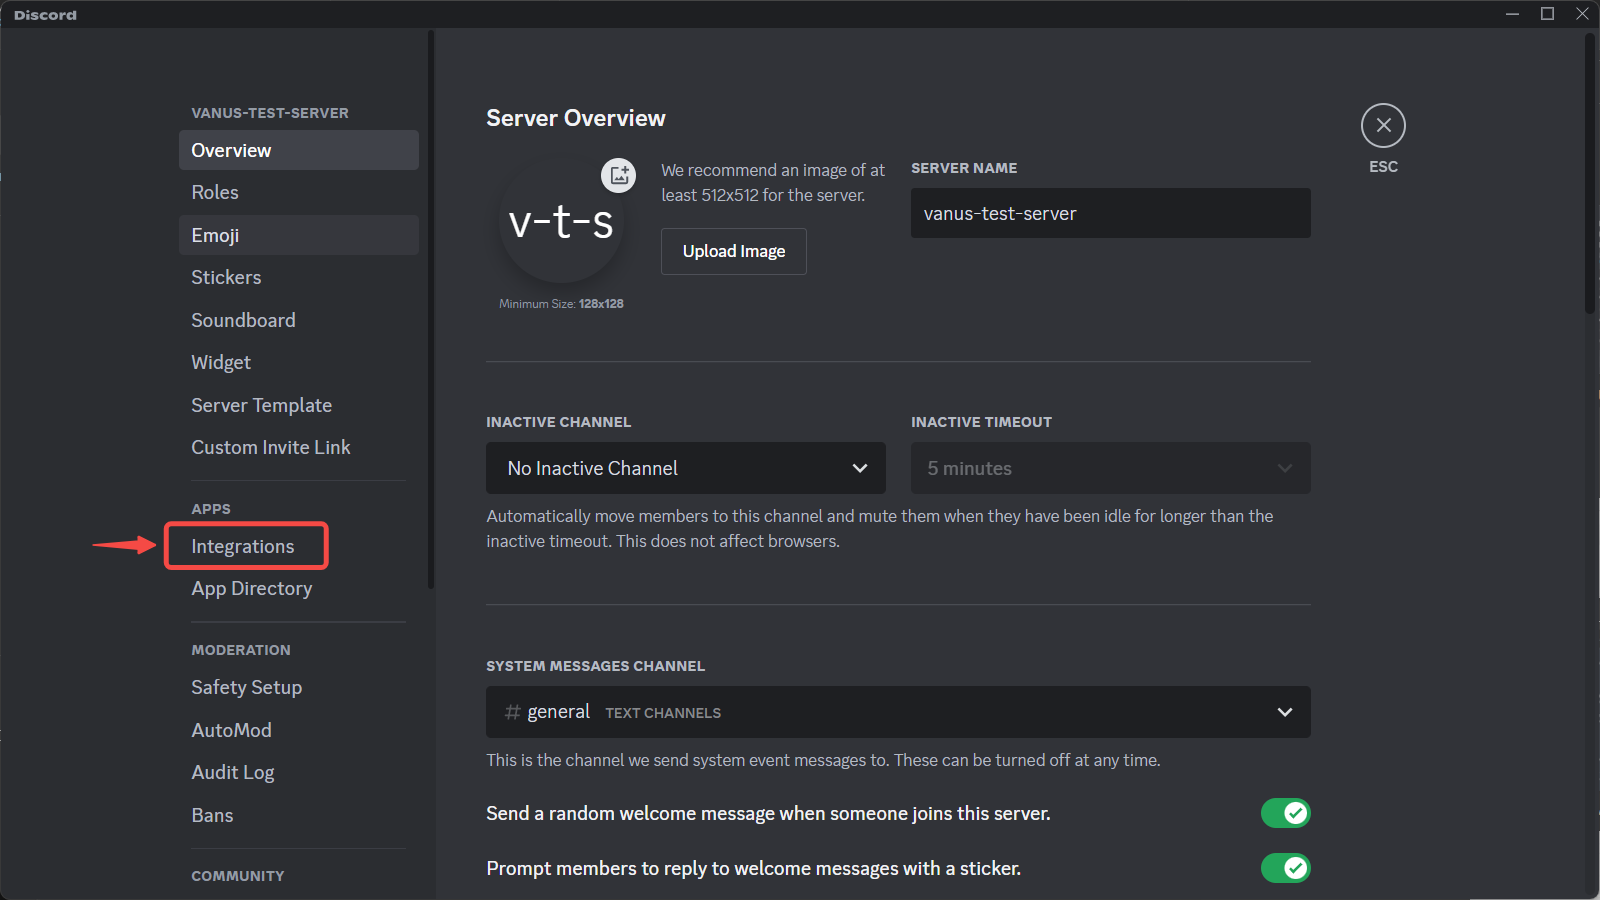 Discord
VANUS-TEST-SERVER
Overview
Roles
Emoji
Stickers
Soundboard
Widget
Server Template
Custom Invite Link
APPS
Integrations
App Directory
MODERATION
Safety Setup
AutoMod
Audit Log
Bans
COMMUNITY
Server Overview
v-t-s
Minimum Size: 128x128
We recommend an image of at
least 512x512 for the server.
Upload Image
SERVER NAME
vanus-test-server
ESC
INACTIVE CHANNEL
No Inactive Channel
INACTIVE TIMEOUT
5 minutes
Automatically move members to this channel and mute them when they have been idle for longer than the
inactive timeout. This does not affect browsers.
SYSTEM MESSAGES CHANNEL
# general TEXT CHANNELS
This is the channel we send system event messages to. These can be turned off at any time.
Send a random welcome message when someone joins this server.
Prompt members to reply to welcome messages with a sticker.